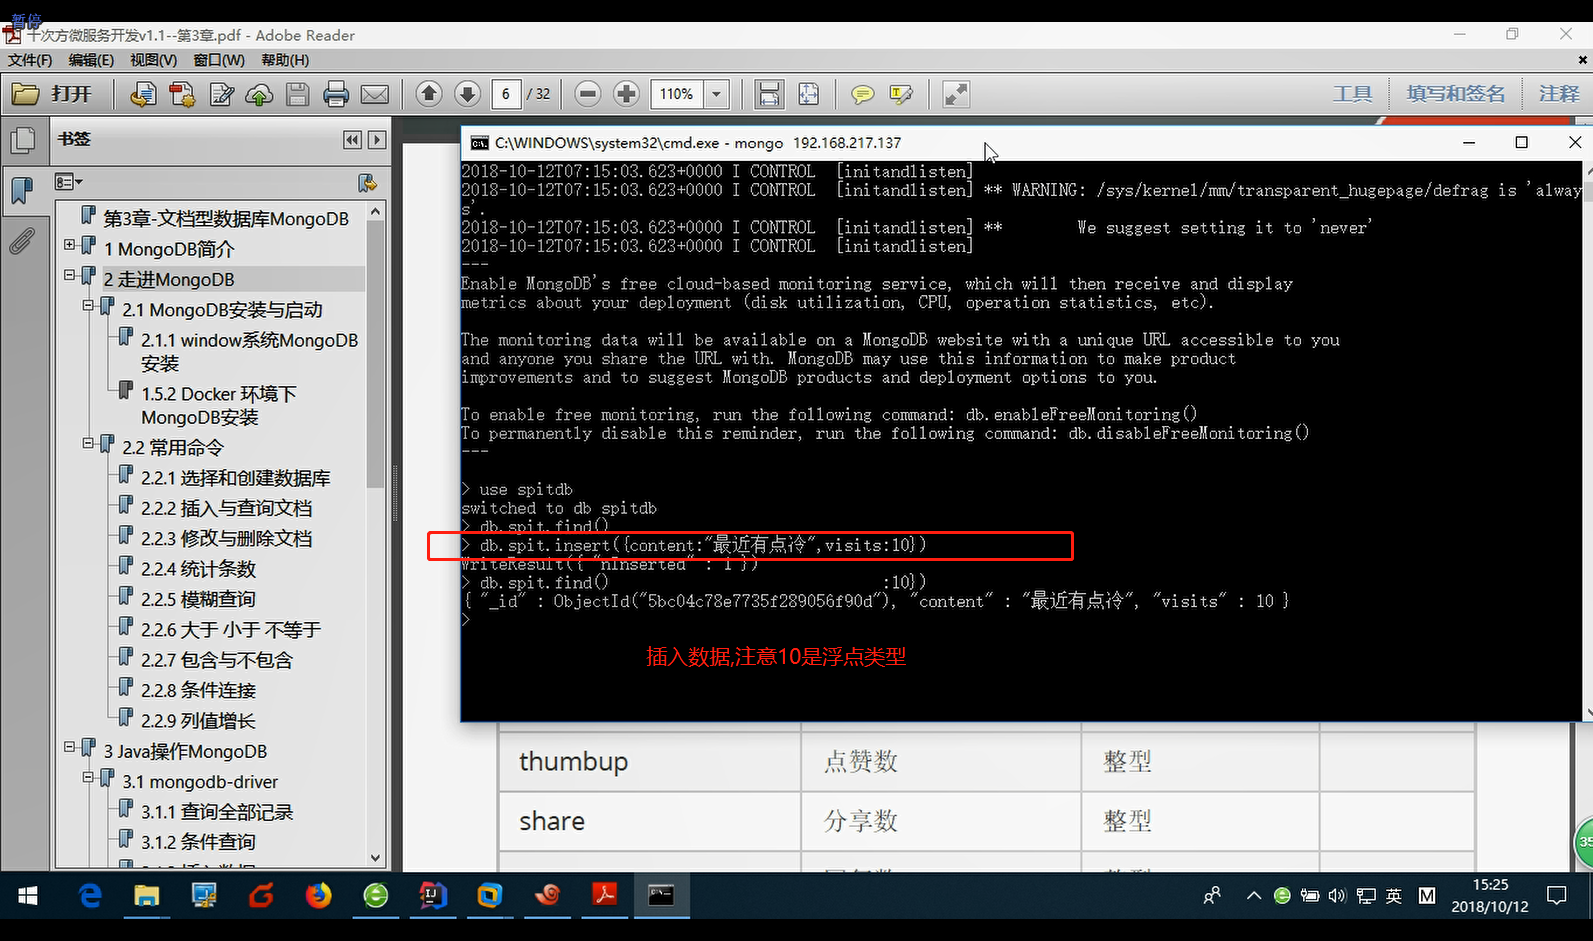 暂停
十次方微服务开发v1.1--第3章.pdf - Adobe Reader
文件(F) 编辑(E) 视图(V) 窗口(W) 帮助(H)
打开 6 / 32 110% 工具 填写和签名 注释
书签
第3章-文档型数据库MongoDB
1 MongoDB简介
2 走进MongoDB
2.1 MongoDB安装与启动
2.1.1 window系统MongoDB
安装
1.5.2 Docker 环境下
MongoDB安装
2.2 常用命令
2.2.1 选择和创建数据库
2.2.2 插入与查询文档
2.2.3 修改与删除文档
2.2.4 统计条数
2.2.5 模糊查询
2.2.6 大于 小于 不等于
2.2.7 包含与不包含
2.2.8 条件连接
2.2.9 列值增长
3 Java操作MongoDB
3.1 mongodb-driver
3.1.1 查询全部记录
3.1.2 条件查询
C:\WINDOWS\system32\cmd.exe - mongo 192.168.217.137
2018-10-12T07:15:03.623+0000 I CONTROL [initandlisten]
2018-10-12T07:15:03.623+0000 I CONTROL [initandlisten] ** WARNING: /sys/kernel/mm/transparent_hugepage/defrag is 'alway
s'.
2018-10-12T07:15:03.623+0000 I CONTROL [initandlisten] ** We suggest setting it to 'never'
2018-10-12T07:15:03.623+0000 I CONTROL [initandlisten]
---
Enable MongoDB's free cloud-based monitoring service, which will then receive and display
metrics about your deployment (disk utilization, CPU, operation statistics, etc).
The monitoring data will be available on a MongoDB website with a unique URL accessible to you
and anyone you share the URL with. MongoDB may use this information to make product
improvements and to suggest MongoDB products and deployment options to you.
To enable free monitoring, run the following command: db.enableFreeMonitoring()
To permanently disable this reminder, run the following command: db.disableFreeMonitoring()
---
> use spitdb
switched to db spitdb
> db.spit.find()
> db.spit.insert({content:"最近有点冷",visits:10})
WriteResult({ "nInserted" : 1 })
> db.spit.find() :10})
{ "_id" : ObjectId("5bc04c78e7735f289056f90d"), "content" : "最近有点冷", "visits" : 10 }
>
插入数据,注意10是浮点类型
thumbup 点赞数 整型
share 分享数 整型
35
英 M
15:25
2018/10/12